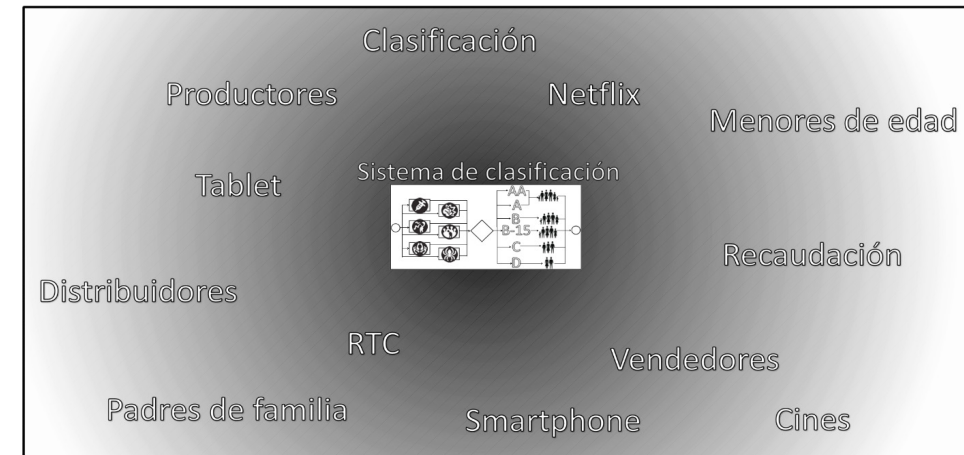 Clasificación
Productores
Netflix
Menores de edad
Sistema de clasificación
Tablet
AA
A
B
B-15
C
D
Recaudación
Distribuidores
RTC
Vendedores
Padres de familia
Smartphone
Cines